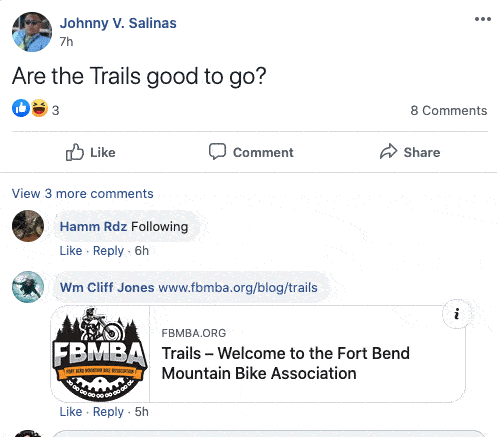 Johnny V. Salinas
7h
Are the Trails good to go?
3
8 Comments
Like
Comment
Share
View 3 more comments
Hamm Rdz Following
Like · Reply · 6h
Wm Cliff Jones www.fbmba.org/blog/trails
FBMBA
FORT BEND MOUNTAIN BIKE ASSOCIATION
FBMBA.ORG
Trails – Welcome to the Fort Bend
Mountain Bike Association
i
Like · Reply · 5h